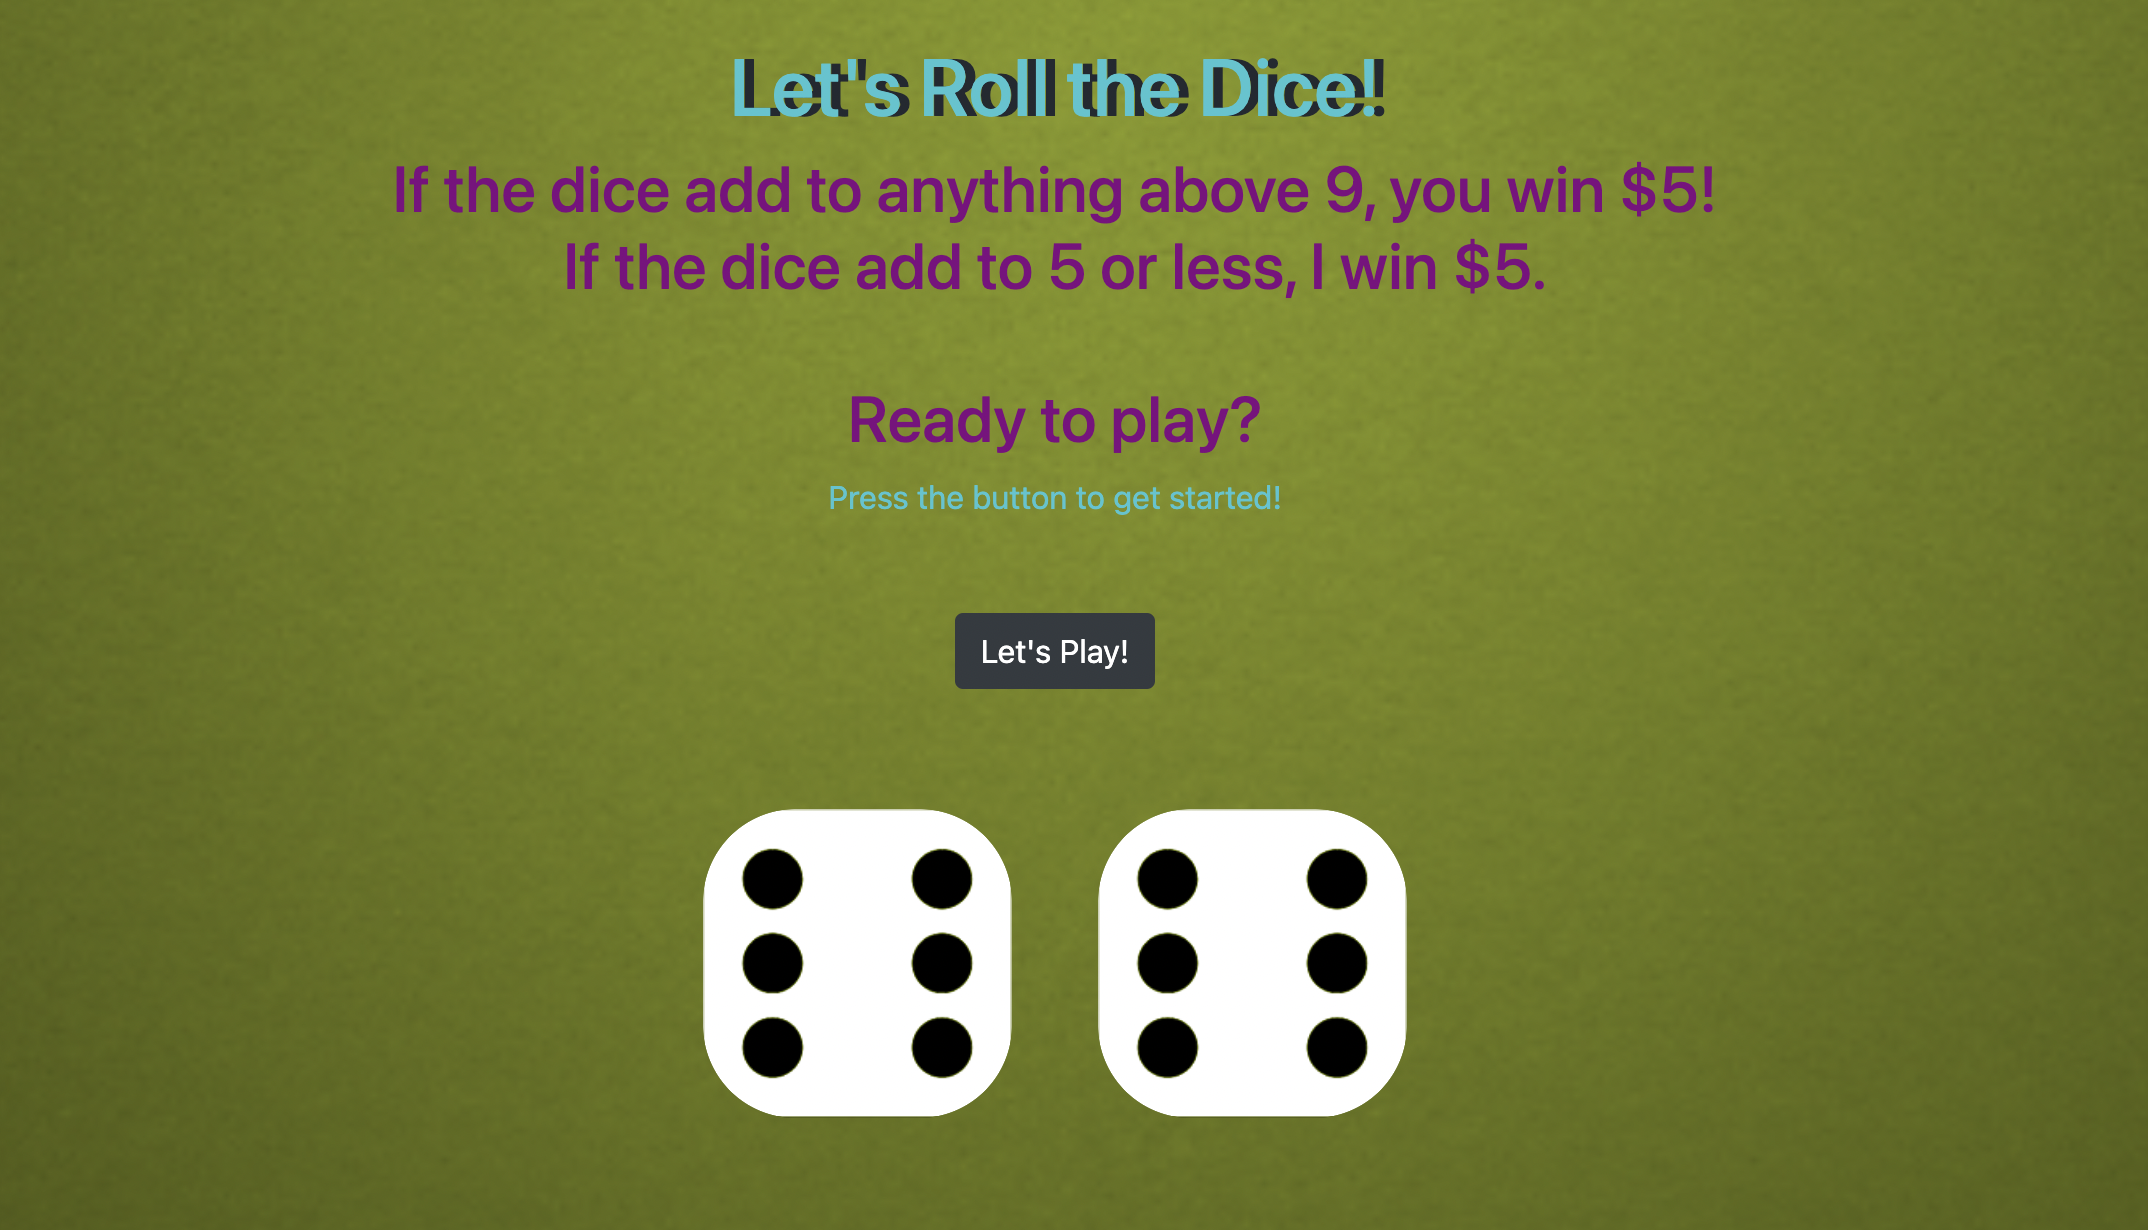 Let's Roll the Dice!
If the dice add to anything above 9, you win $5!
If the dice add to 5 or less, I win $5.
Ready to play?
Press the button to get started!
Let's Play!